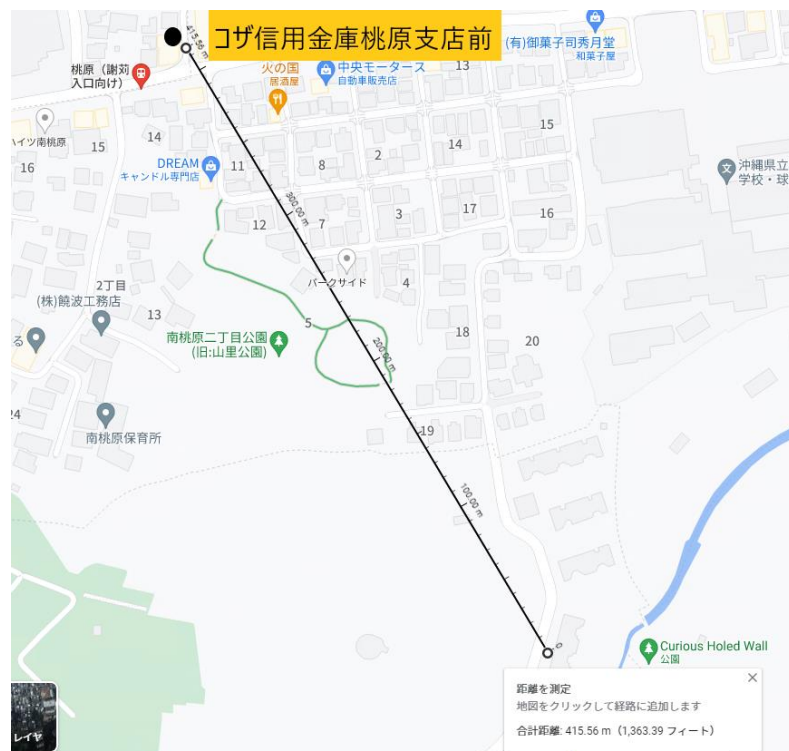 415.56 m
コザ信用金庫桃原支店前
(有)御菓子司秀月堂
和菓子屋
桃原（謝苅
入口向け）
火の国
居酒屋
中央モータース
自動車販売店
13
ハイツ南桃原
15
14
16
DREAM
キャンドル専門店
11
8
2
14
15
沖縄県立
学校・球
300.00 m
12
7
3
17
16
パークサイド
4
2丁目
(株)饒波工務店
13
5
る
南桃原二丁目公園
(旧:山里公園)
200.00 m
18
20
24
南桃原保育所
19
100.00 m
0
Curious Holed Wall
公園
距離を測定
地図をクリックして経路に追加します
合計距離: 415.56 m（1,363.39 フィート）
レイヤ